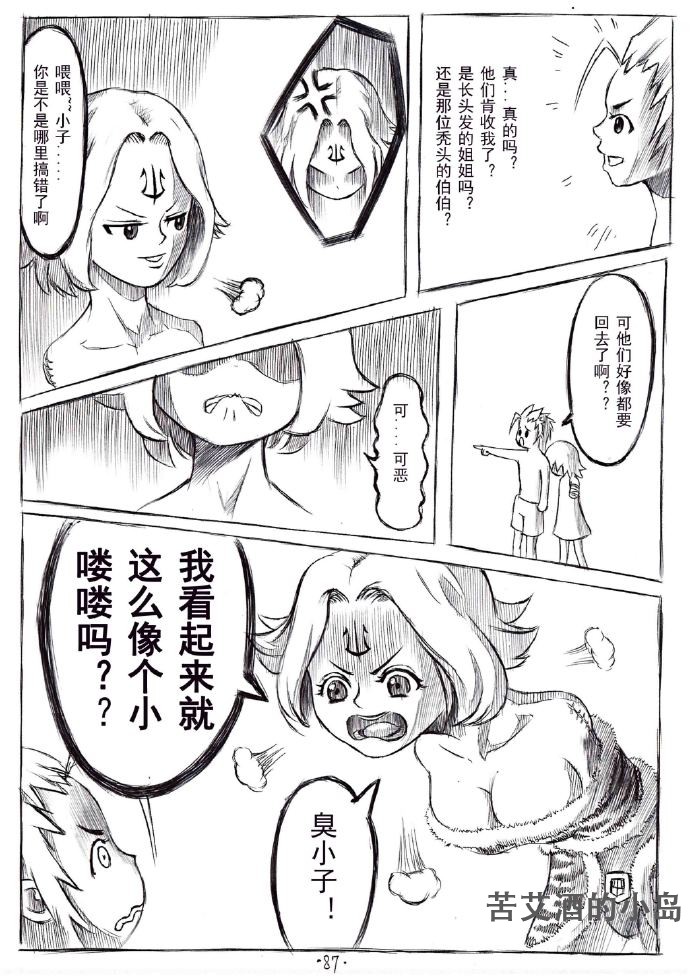 真...真的吗?
他们肯收我了?
是长头发的姐姐吗?
还是那位秃头的伯伯?
喂喂~小子.....
你是不是哪里搞错了啊
可他们好像都要
回去了啊??
可....可恶
我看起来就
这么像个小
喽喽吗??
臭小子!
苦艾酒的小岛
·87·